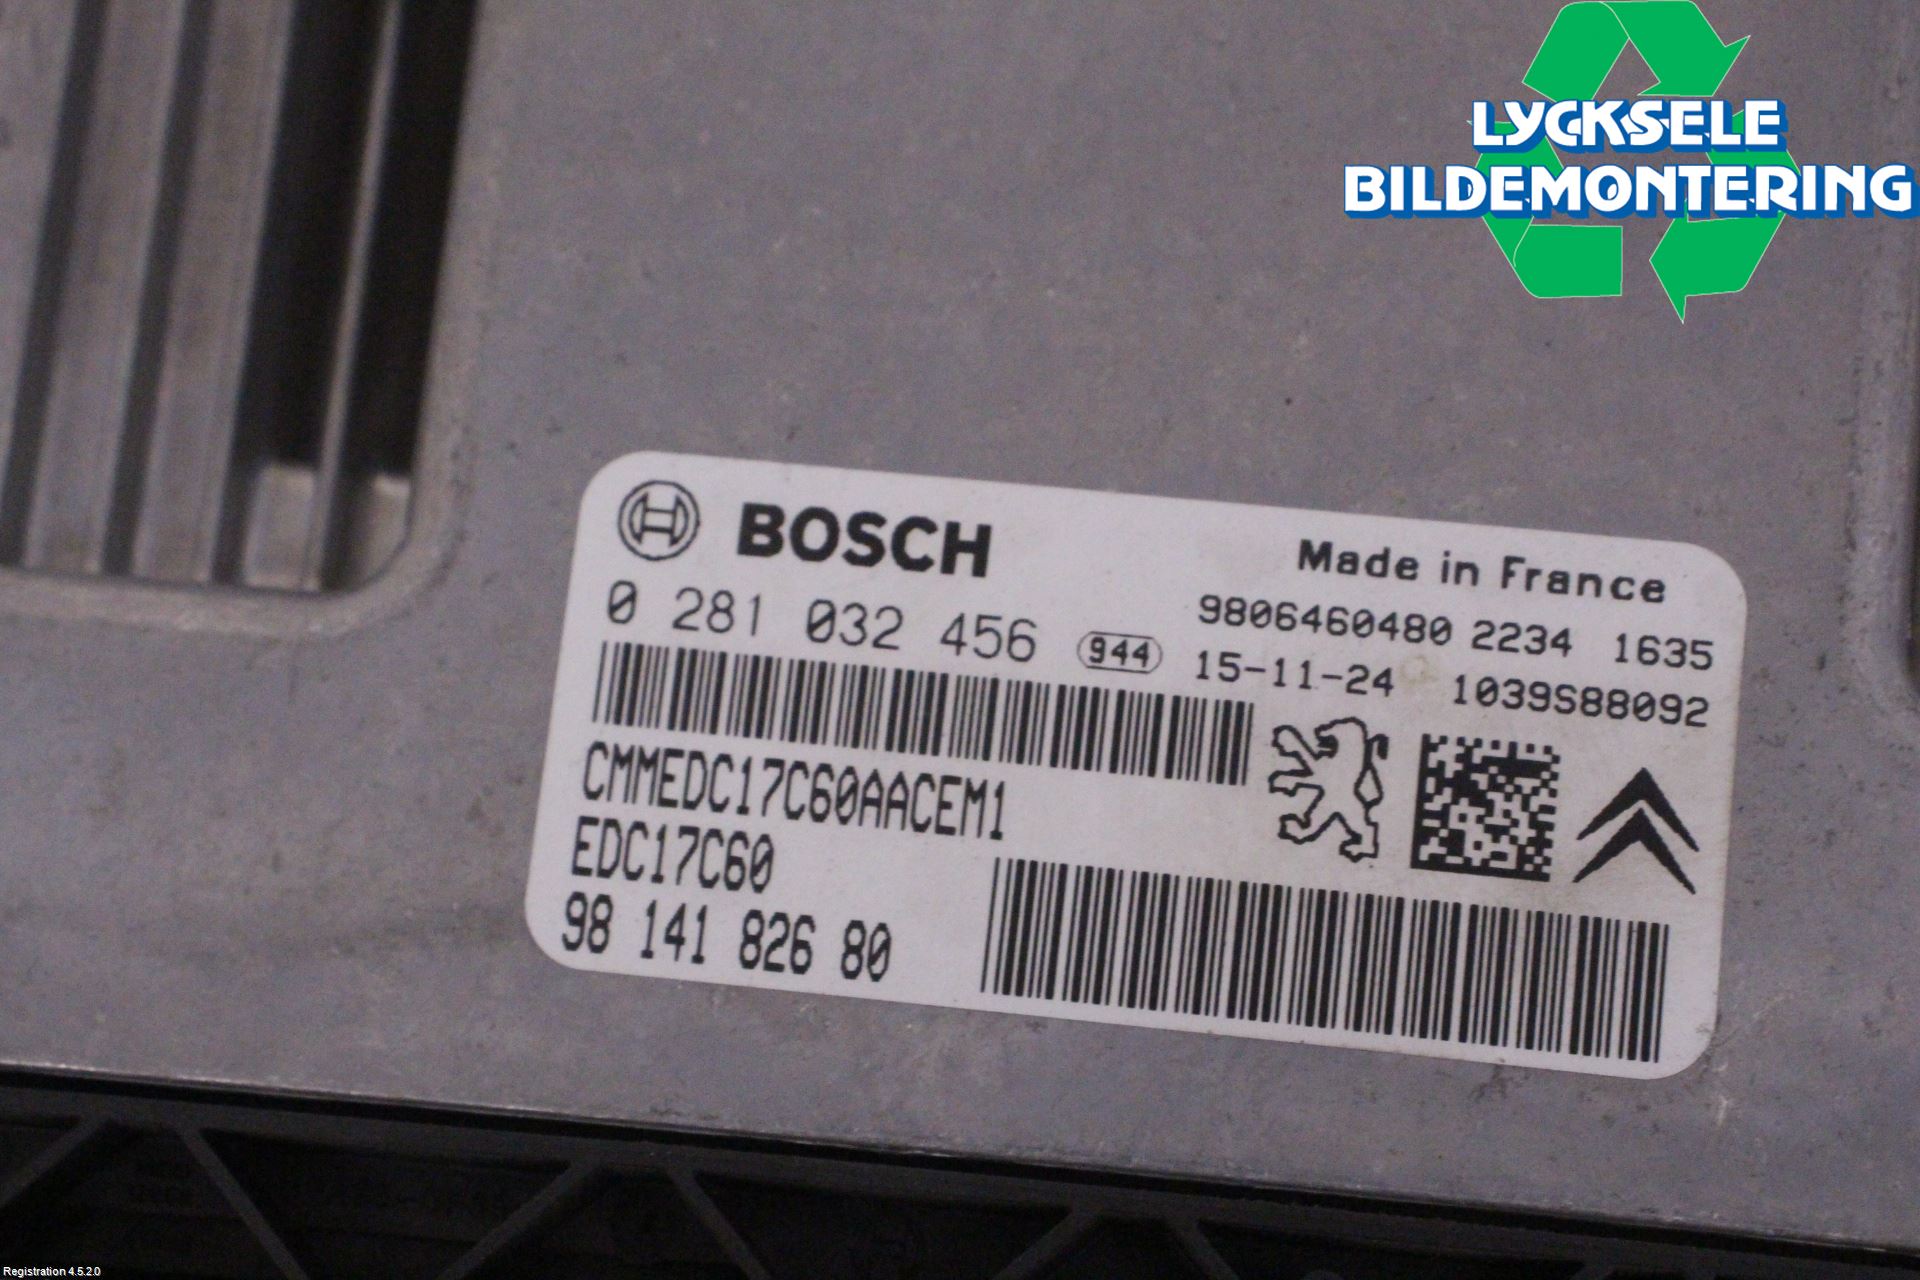 LYCKSELE
BILDEMONTERING
BOSCH
Made in France
0 281 032 456
944
9806460480 2234 1635
15-11-24 1039S88092
CMMEDC17C60AACEM1
EDC17C60
98 141 826 80
Registration 4.5.2.0